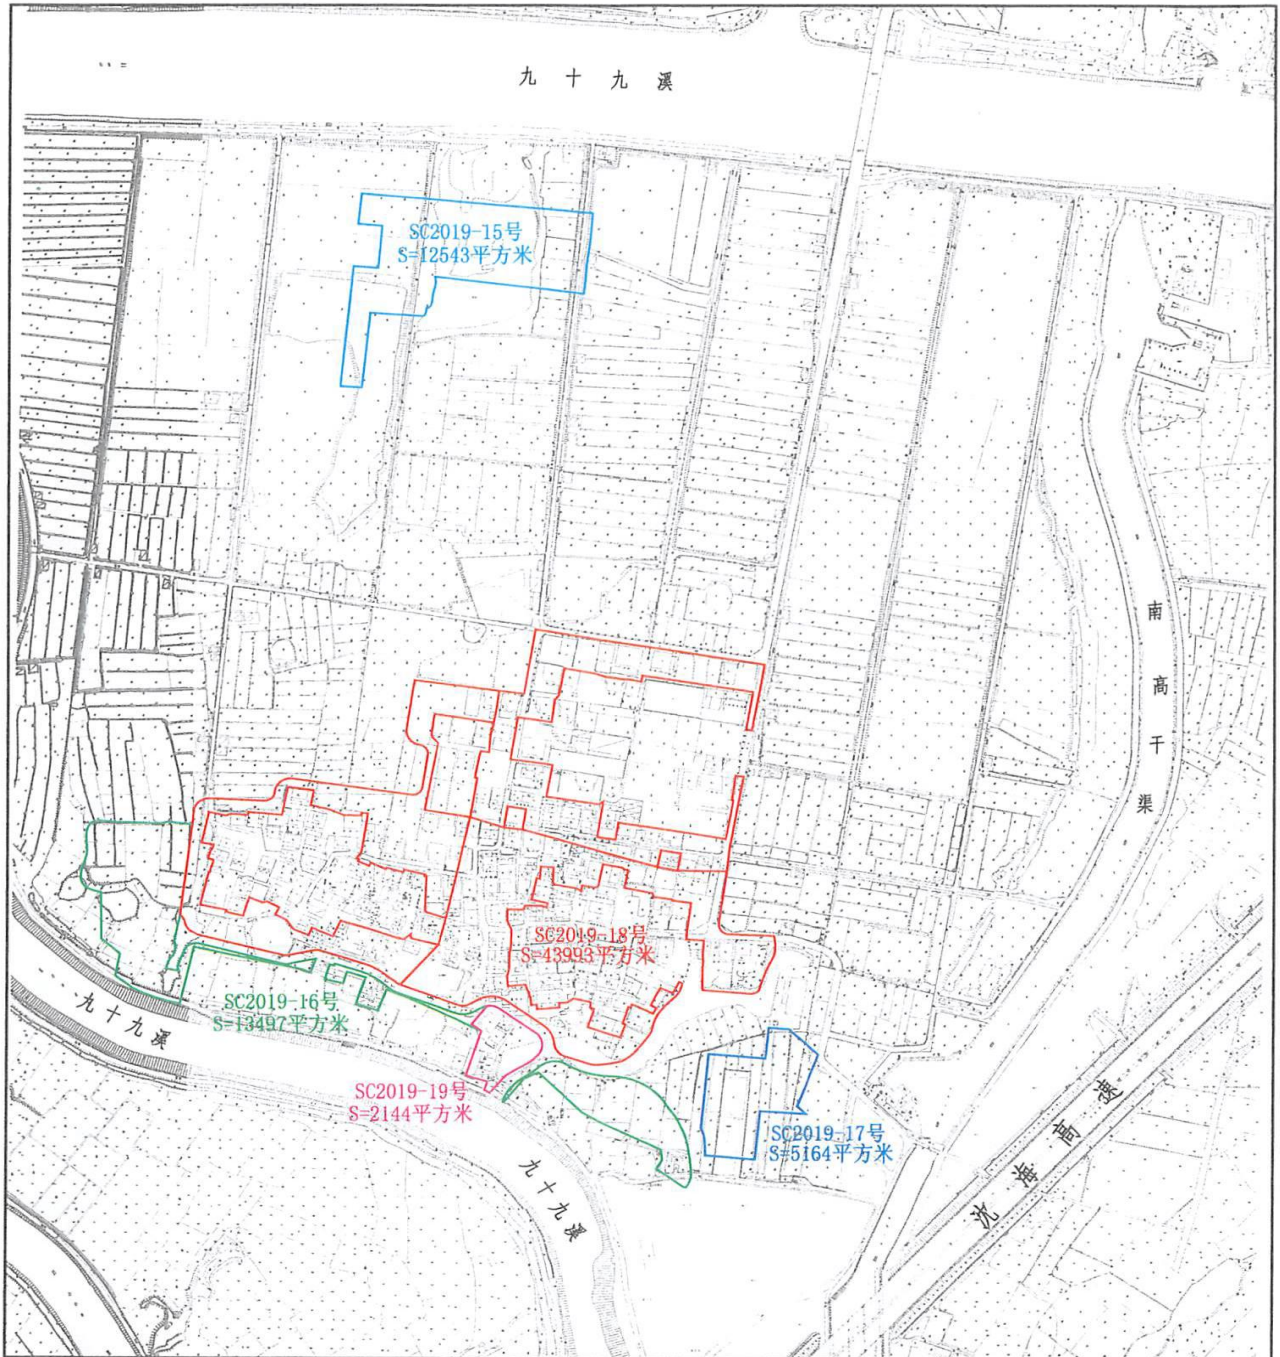 九十九溪
SC2019-15号
S=12543平方米
南高干渠
SC2019-18号
S=43993平方米
SC2019-16号
S=13497平方米
九十九溪
SC2019-19号
S=2144平方米
SC2019-17号
S=5164平方米
九十九溪
沈海高速